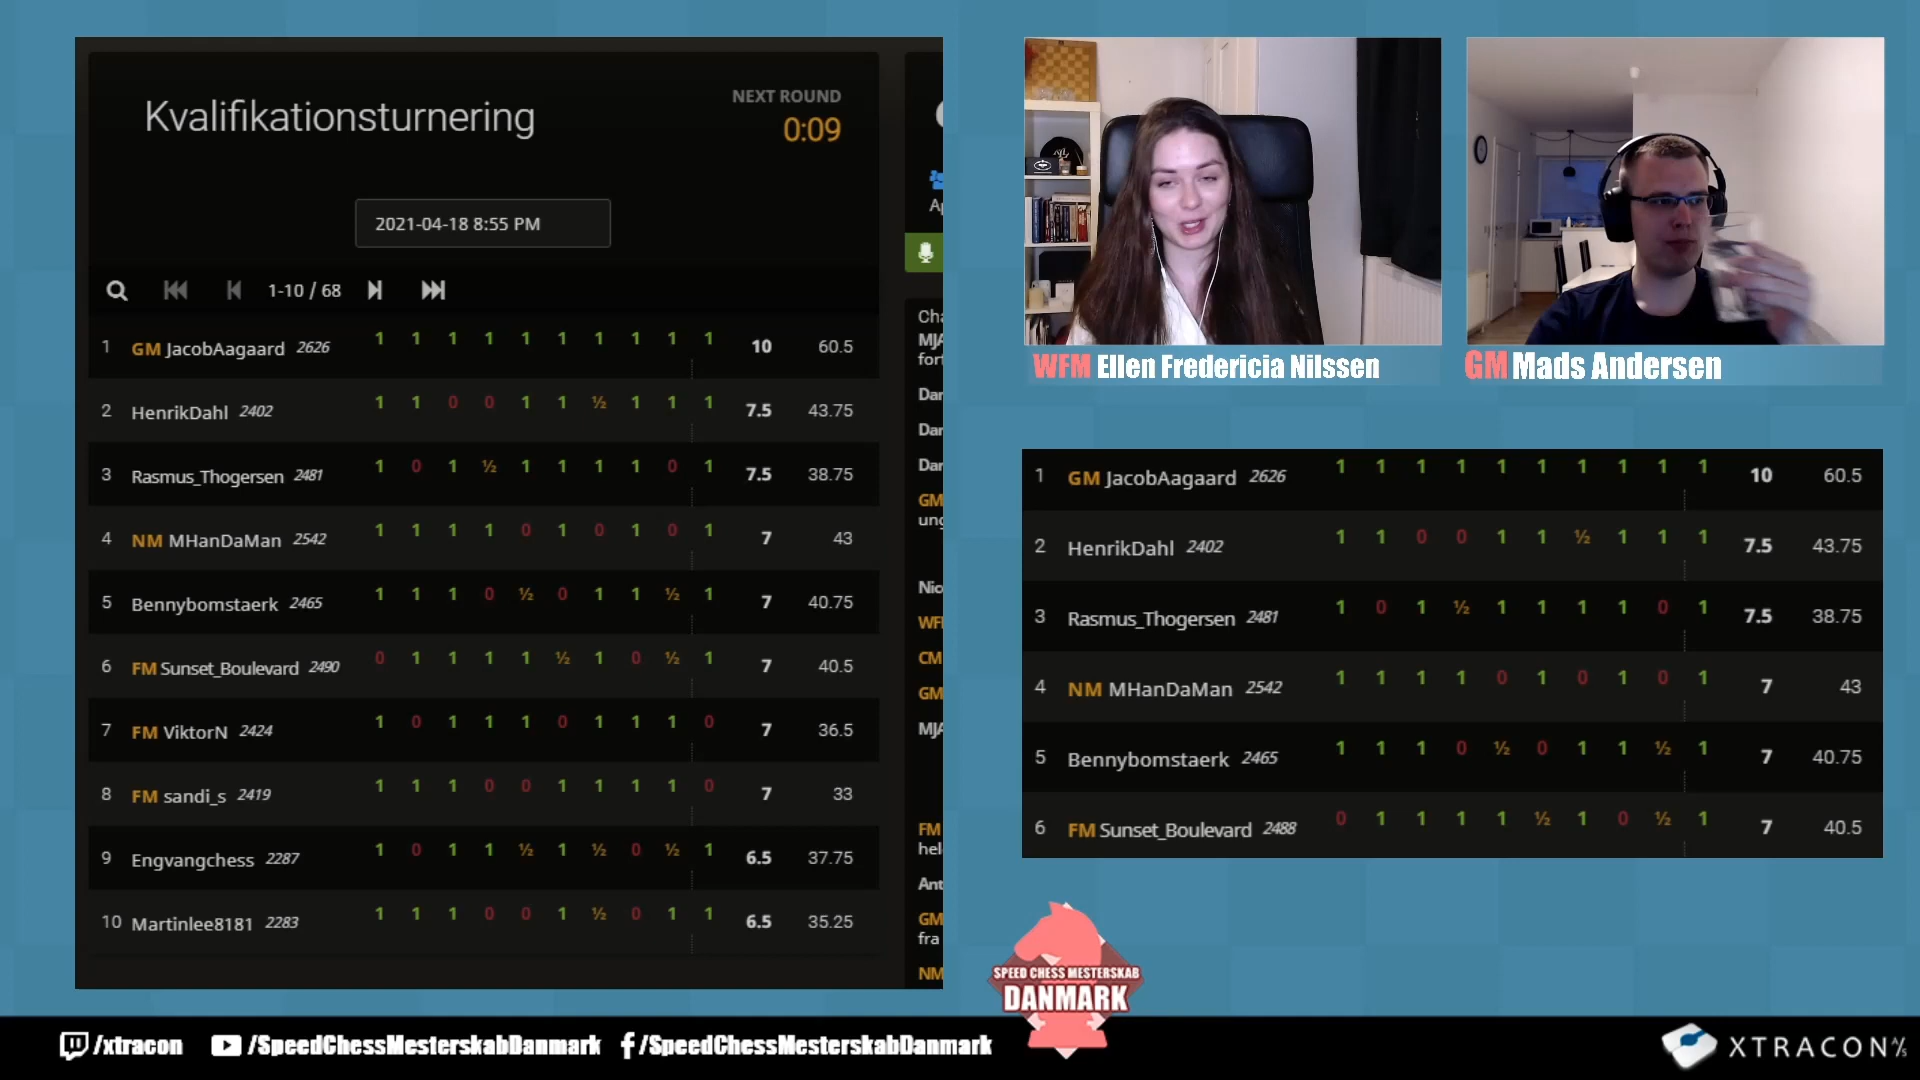 Kvalifikationsturnering
NEXT ROUND
0:09
2021-04-18 8:55 PM
1-10 / 68
1 GM JacobAagaard 2626 1 1 1 1 1 1 1 1 1 1 10 60.5
2 HenrikDahl 2402 1 1 0 0 1 1 ½ 1 1 1 7.5 43.75
3 Rasmus_Thogersen 2481 1 0 1 ½ 1 1 1 1 0 1 7.5 38.75
4 NM MHanDaMan 2542 1 1 1 1 0 1 0 1 0 1 7 43
5 Bennybomstaerk 2465 1 1 1 0 ½ 0 1 1 ½ 1 7 40.75
6 FM Sunset_Boulevard 2490 0 1 1 1 1 ½ 1 0 ½ 1 7 40.5
7 FM ViktorN 2424 1 0 1 1 1 0 1 1 1 0 7 36.5
8 FM sandi_s 2419 1 1 1 0 0 1 1 1 1 0 7 33
9 Engvangchess 2287 1 0 1 1 ½ 1 ½ 0 ½ 1 6.5 37.75
10 Martinlee8181 2283 1 1 1 0 0 1 ½ 0 1 1 6.5 35.25
WFM Ellen Fredericia Nilssen
GM Mads Andersen
1 GM JacobAagaard 2626 1 1 1 1 1 1 1 1 1 1 10 60.5
2 HenrikDahl 2402 1 1 0 0 1 1 ½ 1 1 1 7.5 43.75
3 Rasmus_Thogersen 2481 1 0 1 ½ 1 1 1 1 0 1 7.5 38.75
4 NM MHanDaMan 2542 1 1 1 1 0 1 0 1 0 1 7 43
5 Bennybomstaerk 2465 1 1 1 0 ½ 0 1 1 ½ 1 7 40.75
6 FM Sunset_Boulevard 2488 0 1 1 1 1 ½ 1 0 ½ 1 7 40.5
SPEED CHESS MESTERSKAB
DANMARK
/xtracon
/SpeedChessMesterskabDanmark
/SpeedChessMesterskabDanmark
XTRACON A/S